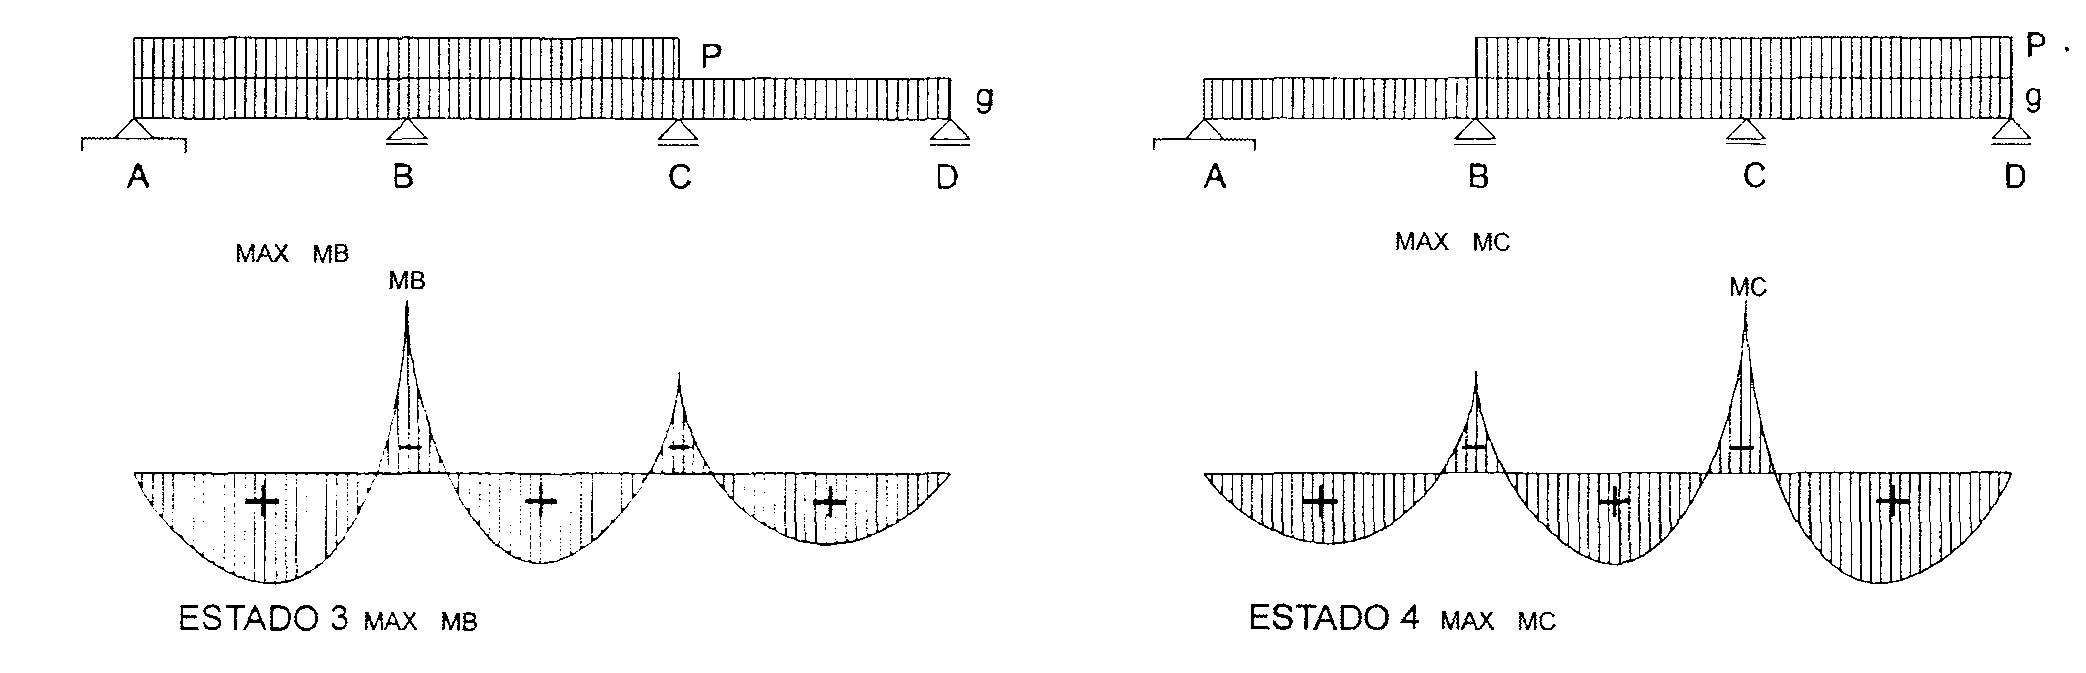 P
g
A B C D
MAX MB
MB
ESTADO 3 MAX MB
P
g
A B C D
MAX MC
MC
ESTADO 4 MAX MC